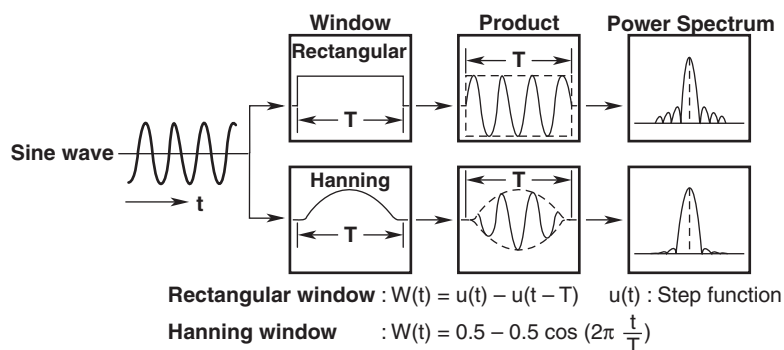 Window Product Power Spectrum
Rectangular
T
T
Sine wave
t
Hanning
T
T
Rectangular window : W(t) = u(t) – u(t – T) u(t) : Step function
Hanning window : W(t) = 0.5 – 0.5 cos (2π t/T)